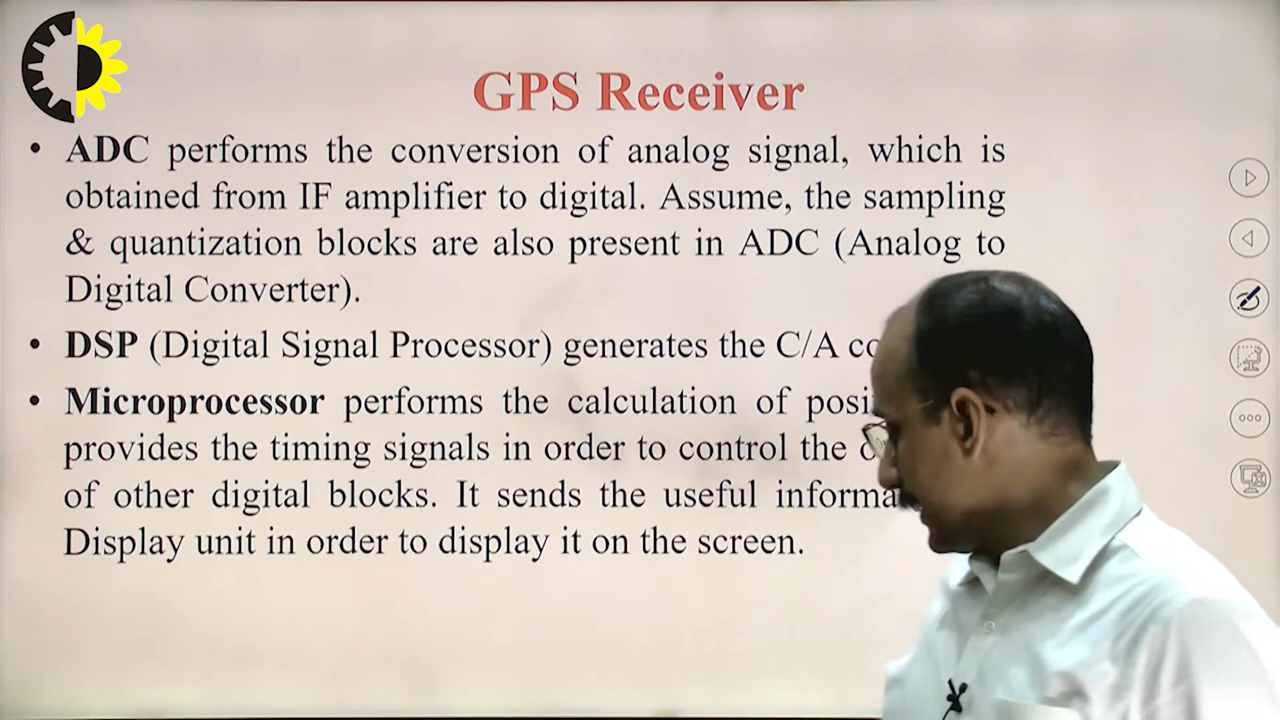 GPS Receiver
• ADC performs the conversion of analog signal, which is
obtained from IF amplifier to digital. Assume, the sampling
& quantization blocks are also present in ADC (Analog to
Digital Converter).
• DSP (Digital Signal Processor) generates the C/A
• Microprocessor performs the calculation of
provides the timing signals in order to control the
of other digital blocks. It sends the useful
Display unit in order to display it on the screen.